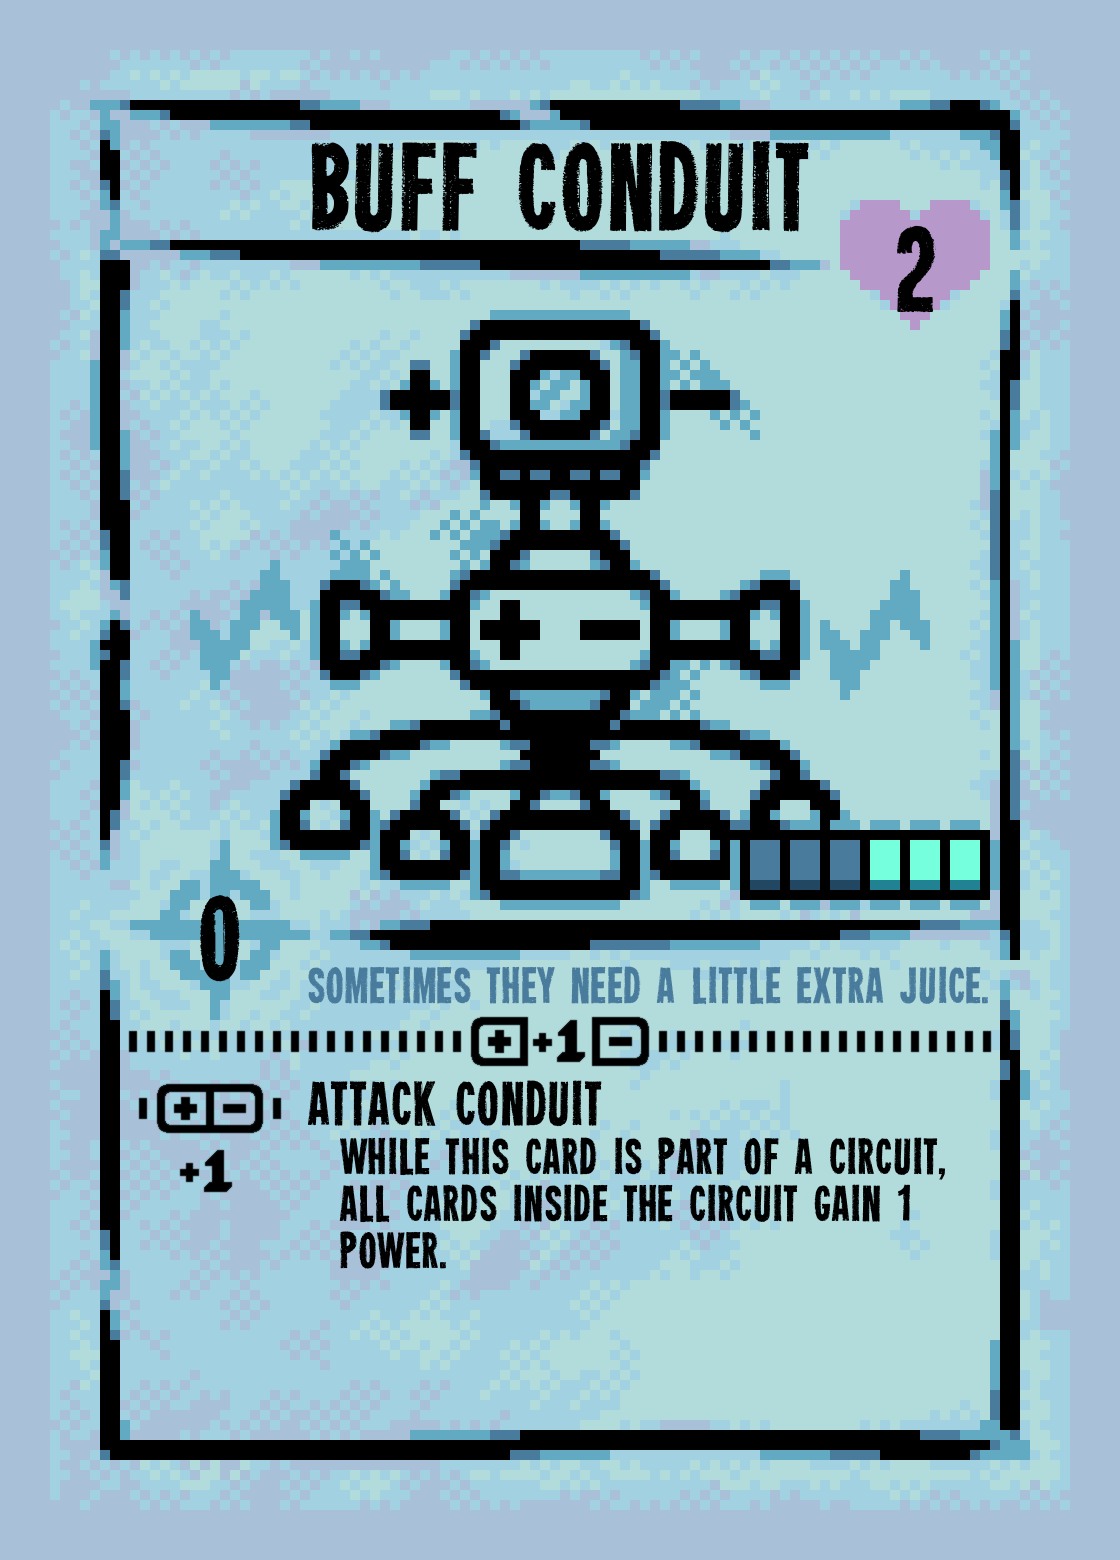 BUFF CONDUIT
2
+ -
+ -
0
SOMETIMES THEY NEED A LITTLE EXTRA JUICE.
+ +1 -
+ - ATTACK CONDUIT
+1
WHILE THIS CARD IS PART OF A CIRCUIT,
ALL CARDS INSIDE THE CIRCUIT GAIN 1
POWER.